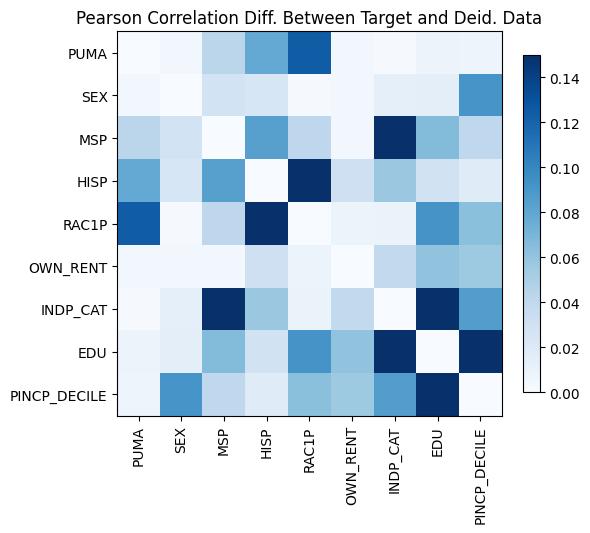 Pearson Correlation Diff. Between Target and Deid. Data
PUMA
SEX
MSP
HISP
RAC1P
OWN_RENT
INDP_CAT
EDU
PINCP_DECILE
PUMA
SEX
MSP
HISP
RAC1P
OWN_RENT
INDP_CAT
EDU
PINCP_DECILE
0.14
0.12
0.10
0.08
0.06
0.04
0.02
0.00